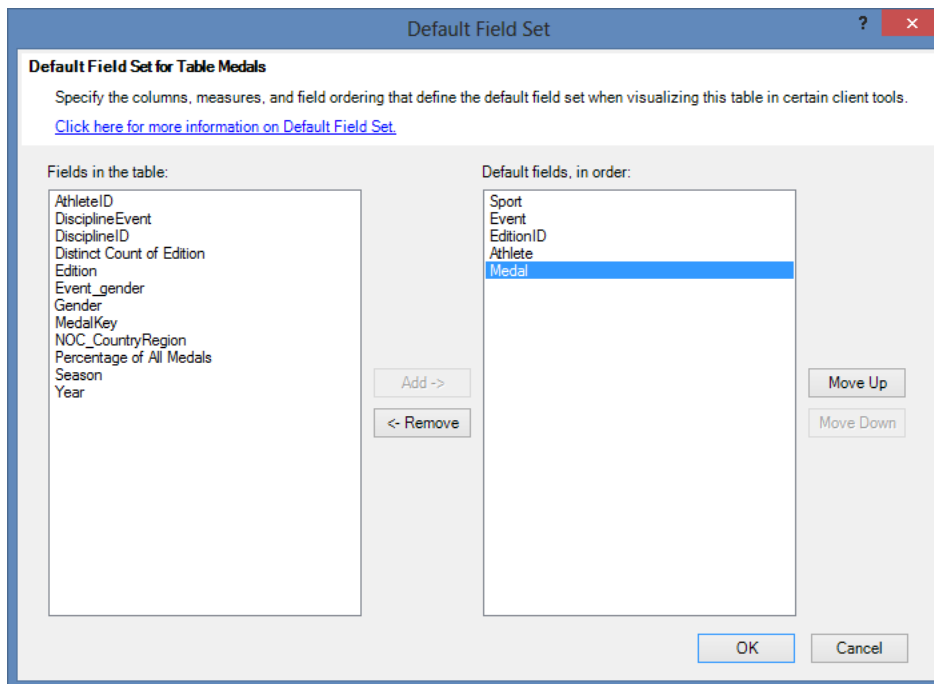 Default Field Set
?
×
Default Field Set for Table Medals
Specify the columns, measures, and field ordering that define the default field set when visualizing this table in certain client tools.
Click here for more information on Default Field Set.
Fields in the table:
AthleteID
DisciplineEvent
DisciplineID
Distinct Count of Edition
Edition
Event_gender
Gender
MedalKey
NOC_CountryRegion
Percentage of All Medals
Season
Year
Add ->
<- Remove
Default fields, in order:
Sport
Event
EditionID
Athlete
Medal
Move Up
Move Down
OK
Cancel